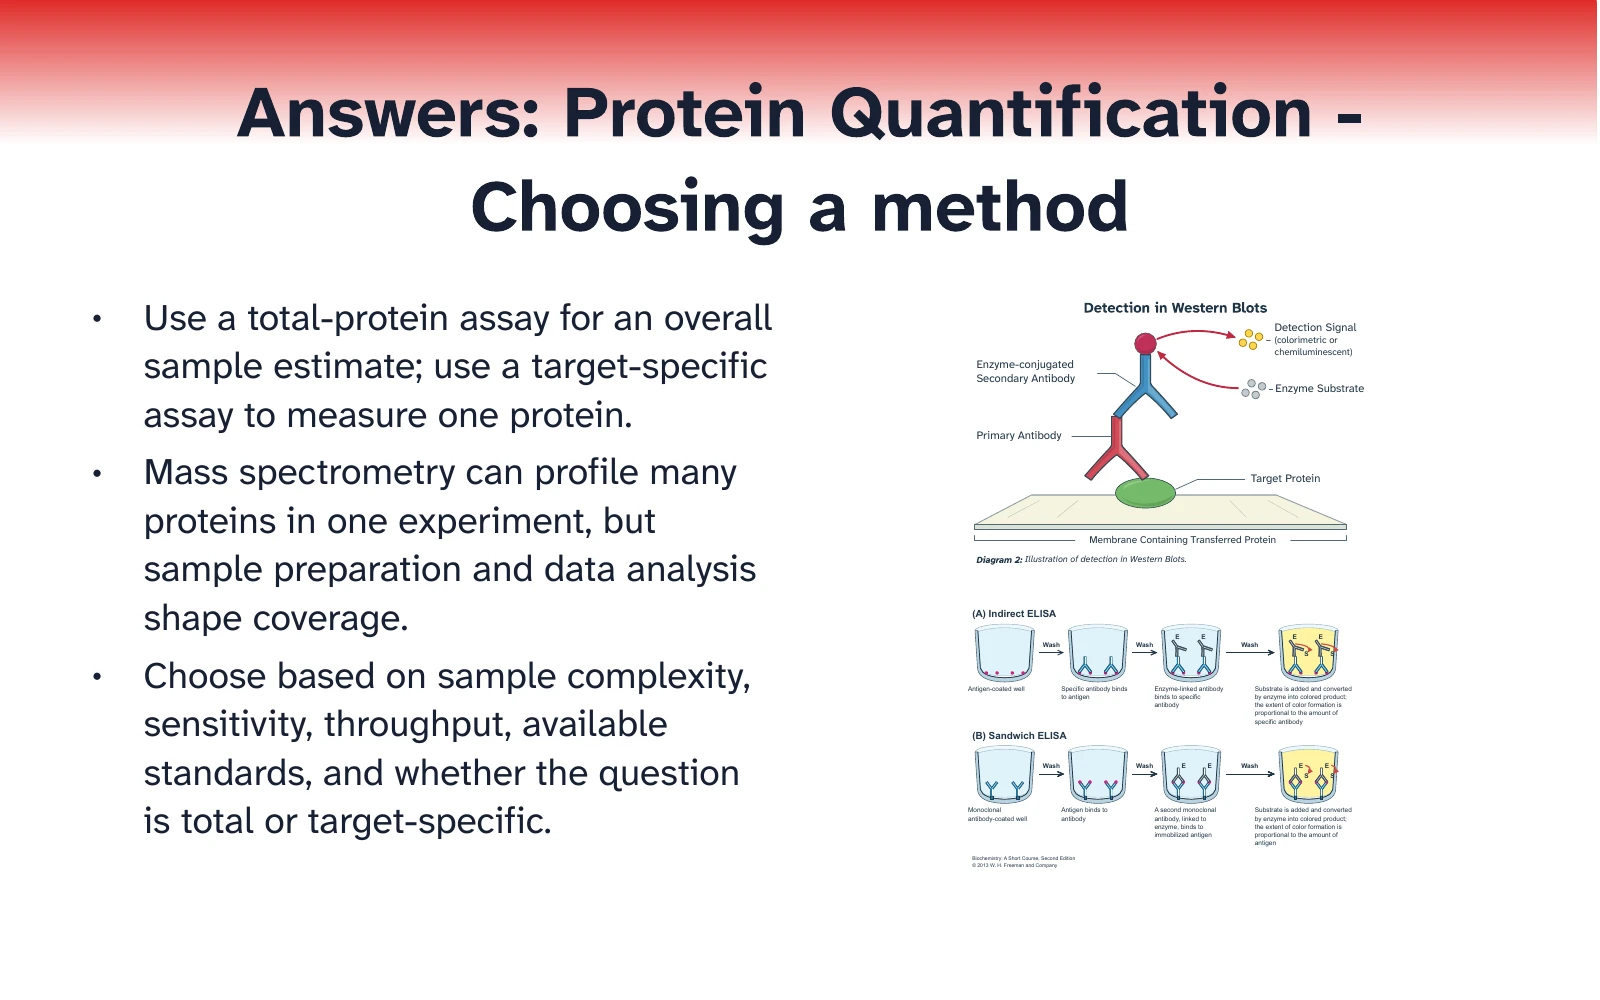 Answers: Protein Quantification -
Choosing a method
• Use a total-protein assay for an overall
sample estimate; use a target-specific
assay to measure one protein.
• Mass spectrometry can profile many
proteins in one experiment, but
sample preparation and data analysis
shape coverage.
• Choose based on sample complexity,
sensitivity, throughput, available
standards, and whether the question
is total or target-specific.
Detection in Western Blots
Detection Signal
(colorimetric or
chemiluminescent)
Enzyme-conjugated
Secondary Antibody
Enzyme Substrate
Primary Antibody
Target Protein
Membrane Containing Transferred Protein
Diagram 2: Illustration of detection in Western Blots.
(A) Indirect ELISA
Wash
Wash
Wash
E E
E E
S S
Antigen-coated well
Specific antibody binds
to antigen
Enzyme-linked antibody
binds to specific
antibody
Substrate is added and converted
by enzyme into colored product;
the extent of color formation is
proportional to the amount of
specific antibody
(B) Sandwich ELISA
Wash
Wash
Wash
E E
E E
S S
Monoclonal
antibody-coated well
Antigen binds to
antibody
A second monoclonal
antibody, linked to
enzyme, binds to
immobilized antigen
Substrate is added and converted
by enzyme into colored product;
the extent of color formation is
proportional to the amount of
antigen
Biochemistry: A Short Course, Second Edition
© 2013 W. H. Freeman and Company